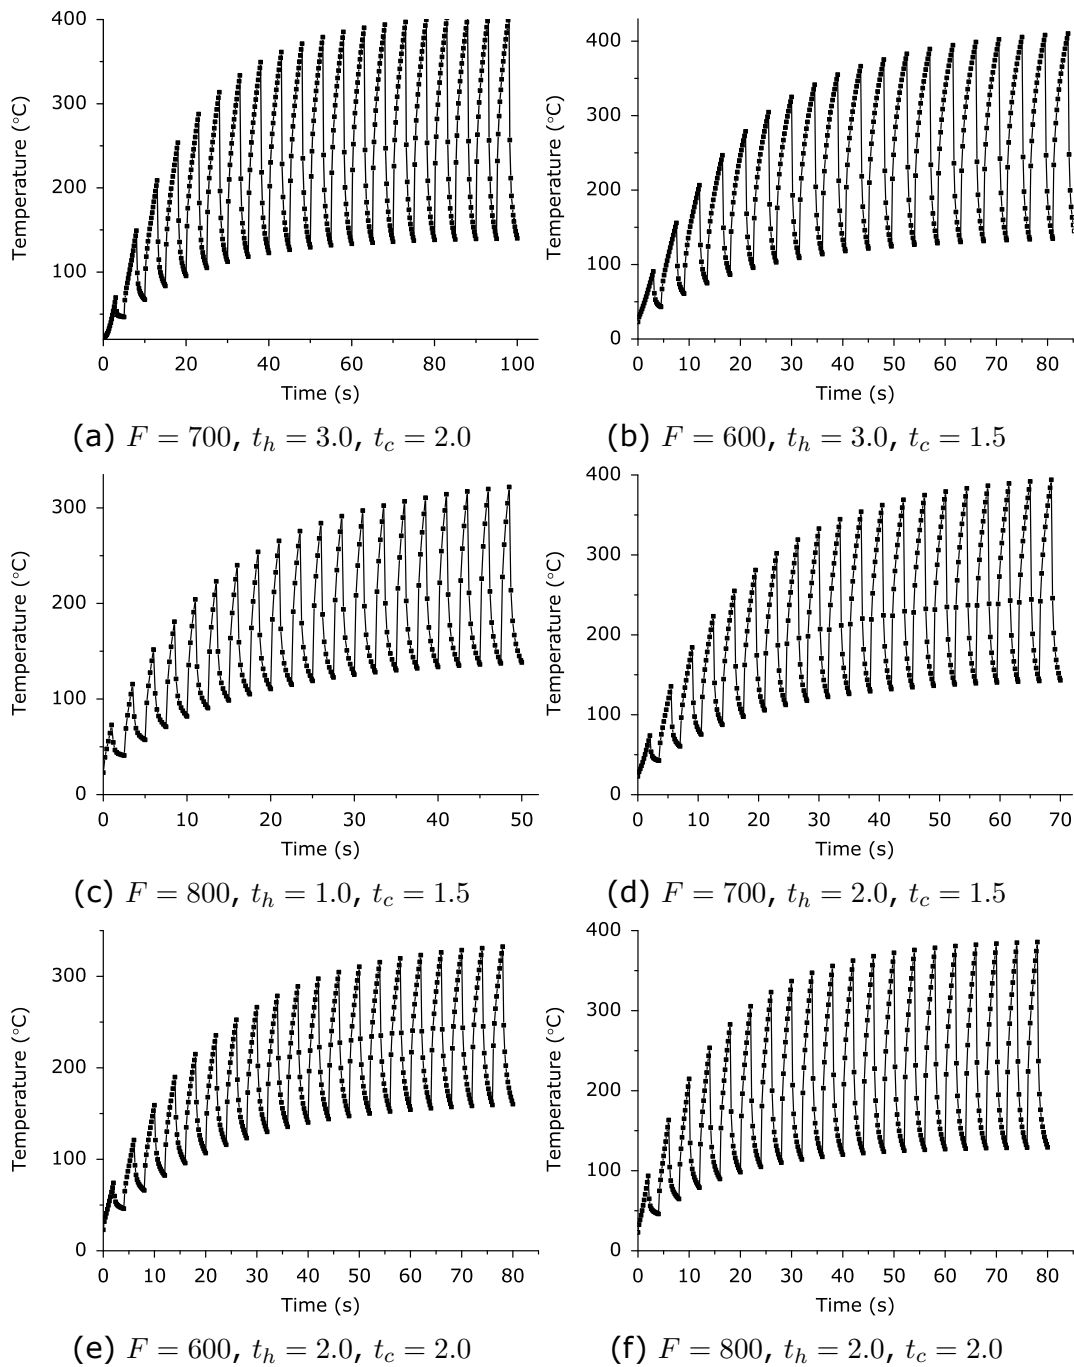 400
300
200
100
Temperature (°C)
0 20 40 60 80 100
Time (s)
(a) F = 700, t_h = 3.0, t_c = 2.0
400
300
200
100
0
Temperature (°C)
0 10 20 30 40 50 60 70 80
Time (s)
(b) F = 600, t_h = 3.0, t_c = 1.5
300
200
100
0
Temperature (°C)
0 10 20 30 40 50
Time (s)
(c) F = 800, t_h = 1.0, t_c = 1.5
400
300
200
100
0
Temperature (°C)
0 10 20 30 40 50 60 70
Time (s)
(d) F = 700, t_h = 2.0, t_c = 1.5
300
200
100
0
Temperature (°C)
0 10 20 30 40 50 60 70 80
Time (s)
(e) F = 600, t_h = 2.0, t_c = 2.0
400
300
200
100
0
Temperature (°C)
0 10 20 30 40 50 60 70 80
Time (s)
(f) F = 800, t_h = 2.0, t_c = 2.0